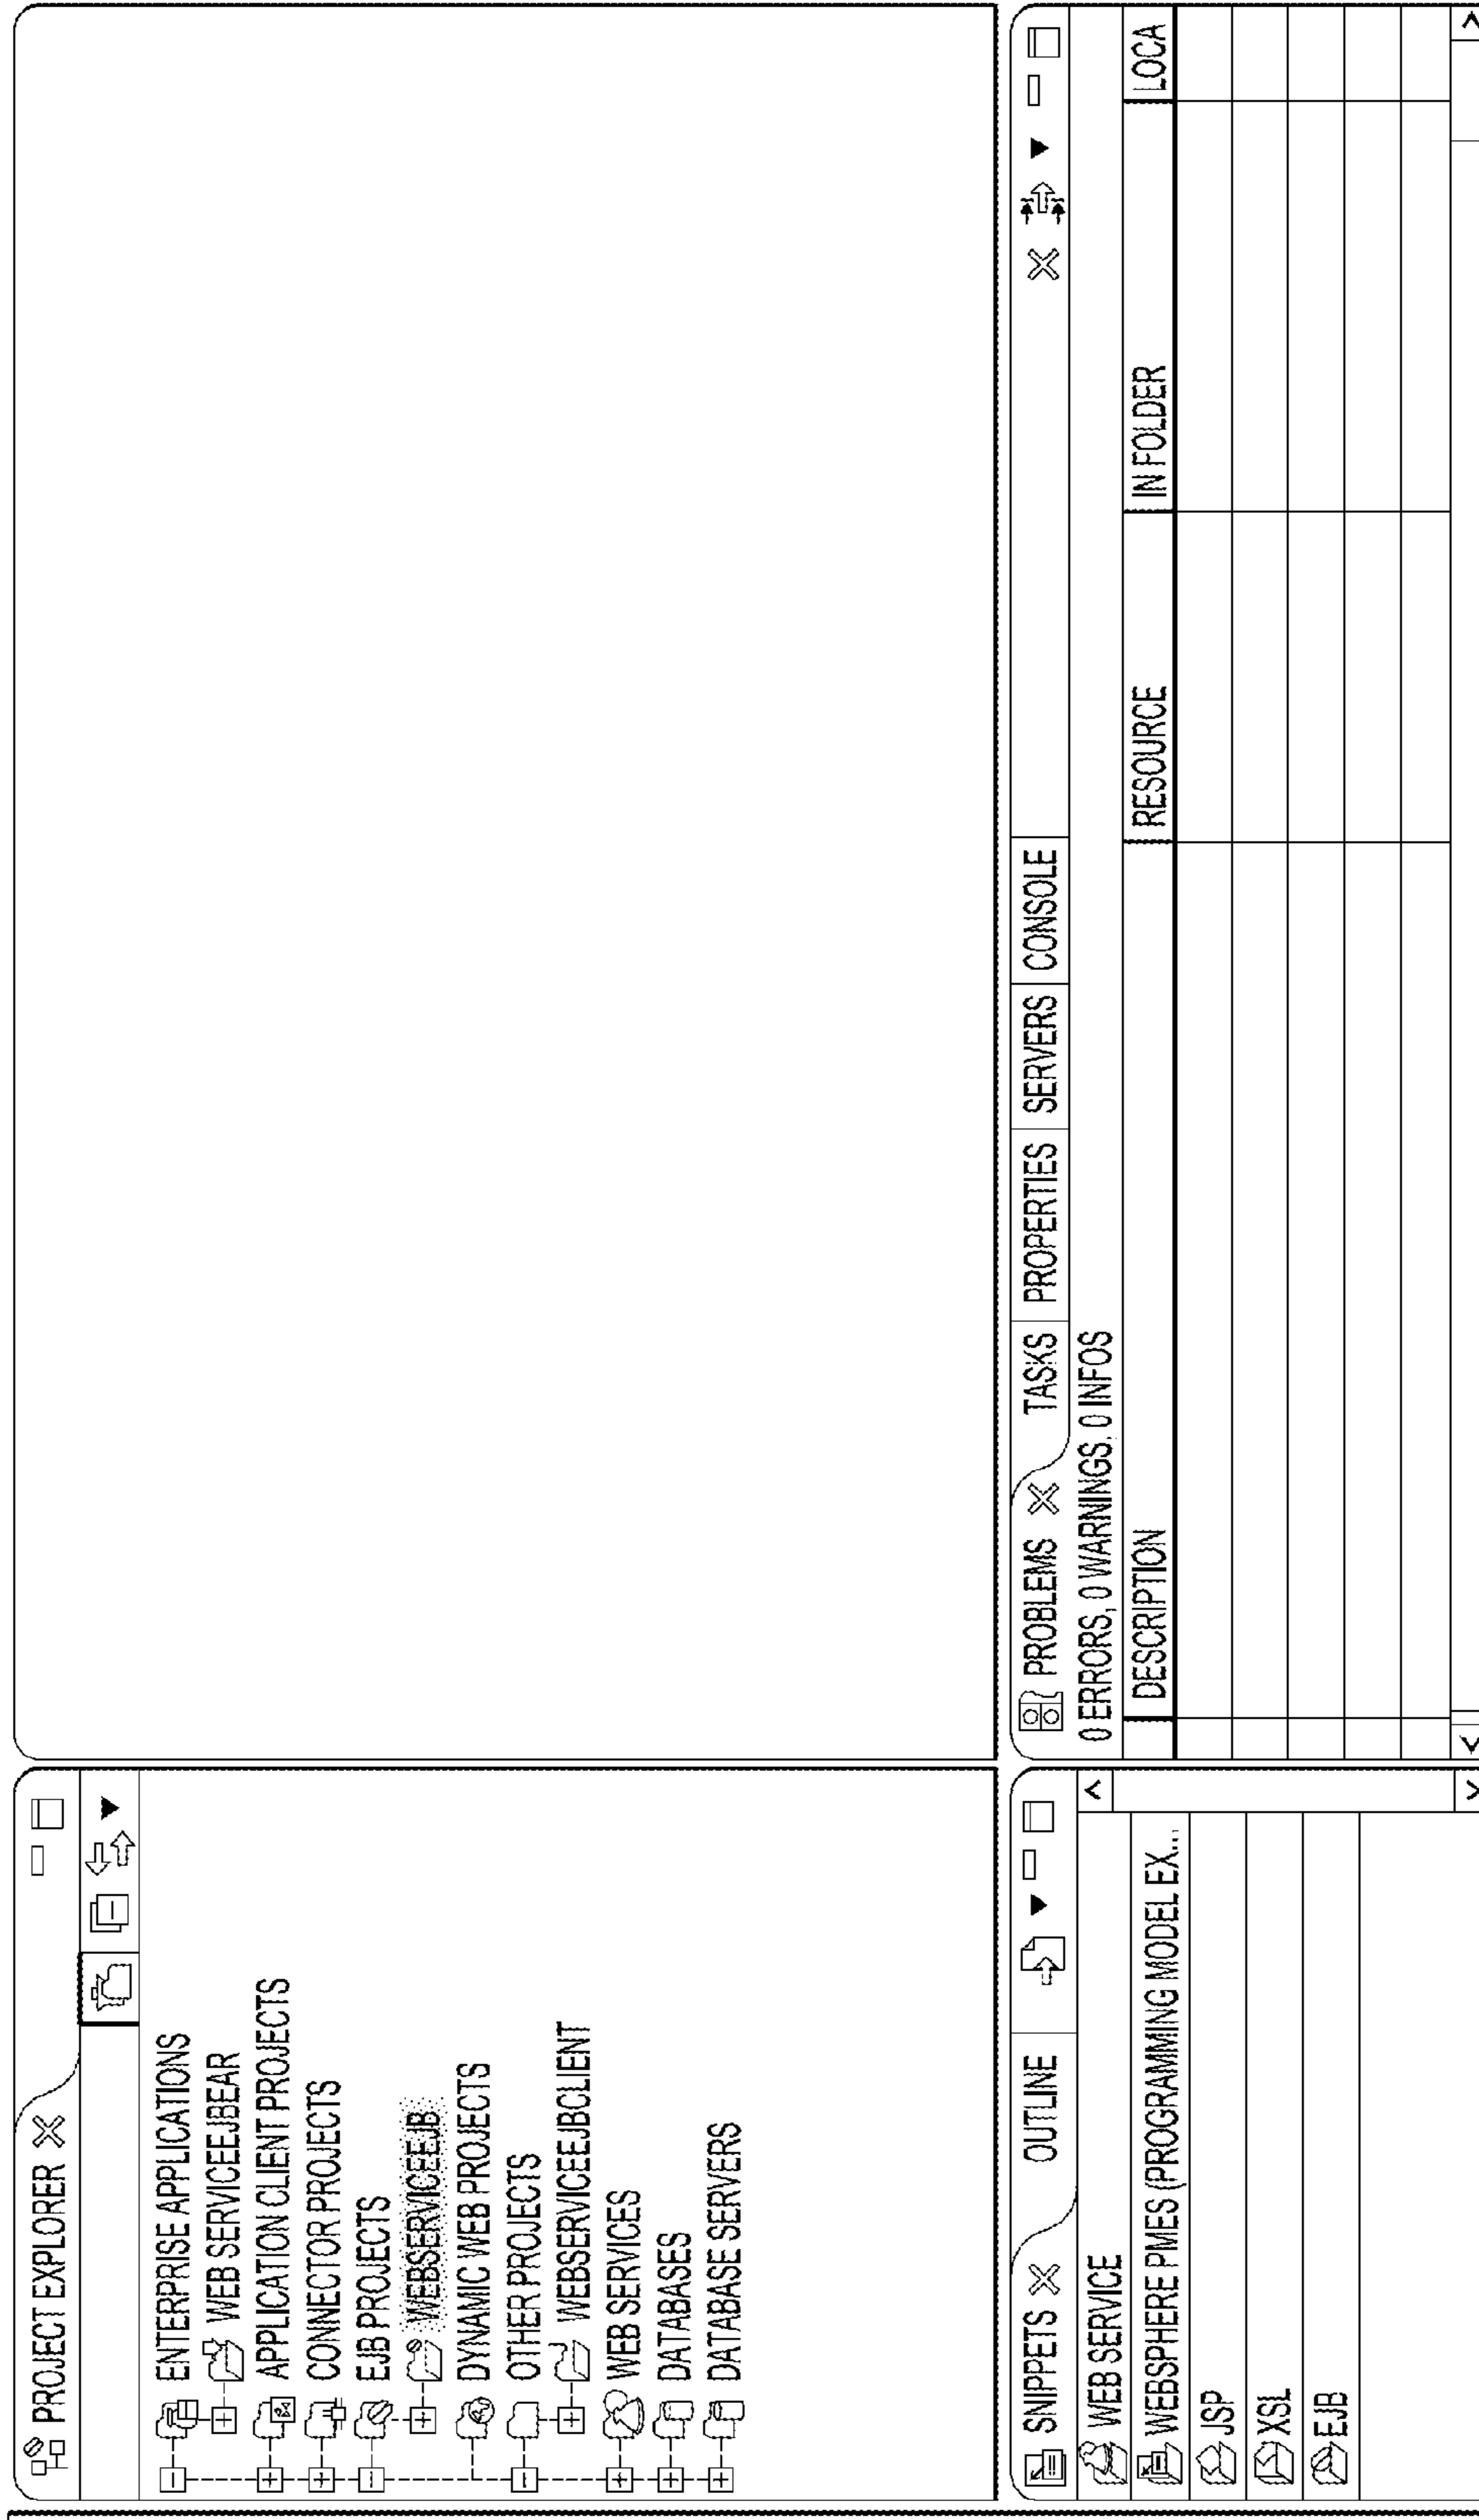 PROJECT EXPLORER
ENTERPRISE APPLICATIONS
WEB SERVICEEJBEAR
APPLICATION CLIENT PROJECTS
CONNECTOR PROJECTS
EJB PROJECTS
WEBSERVICEEJB
DYNAMIC WEB PROJECTS
OTHER PROJECTS
WEBSERVICEEJBCLIENT
WEB SERVICES
DATABASES
DATABASE SERVERS
SNIPPETS OUTLINE
WEB SERVICE
WEBSPHERE PMES (PROGRAMMING MODEL EX...
JSP
XSL
EJB
PROBLEMS TASKS PROPERTIES SERVERS CONSOLE
0 ERRORS, 0 WARNINGS, 0 INFOS
DESCRIPTION RESOURCE IN FOLDER LOCA